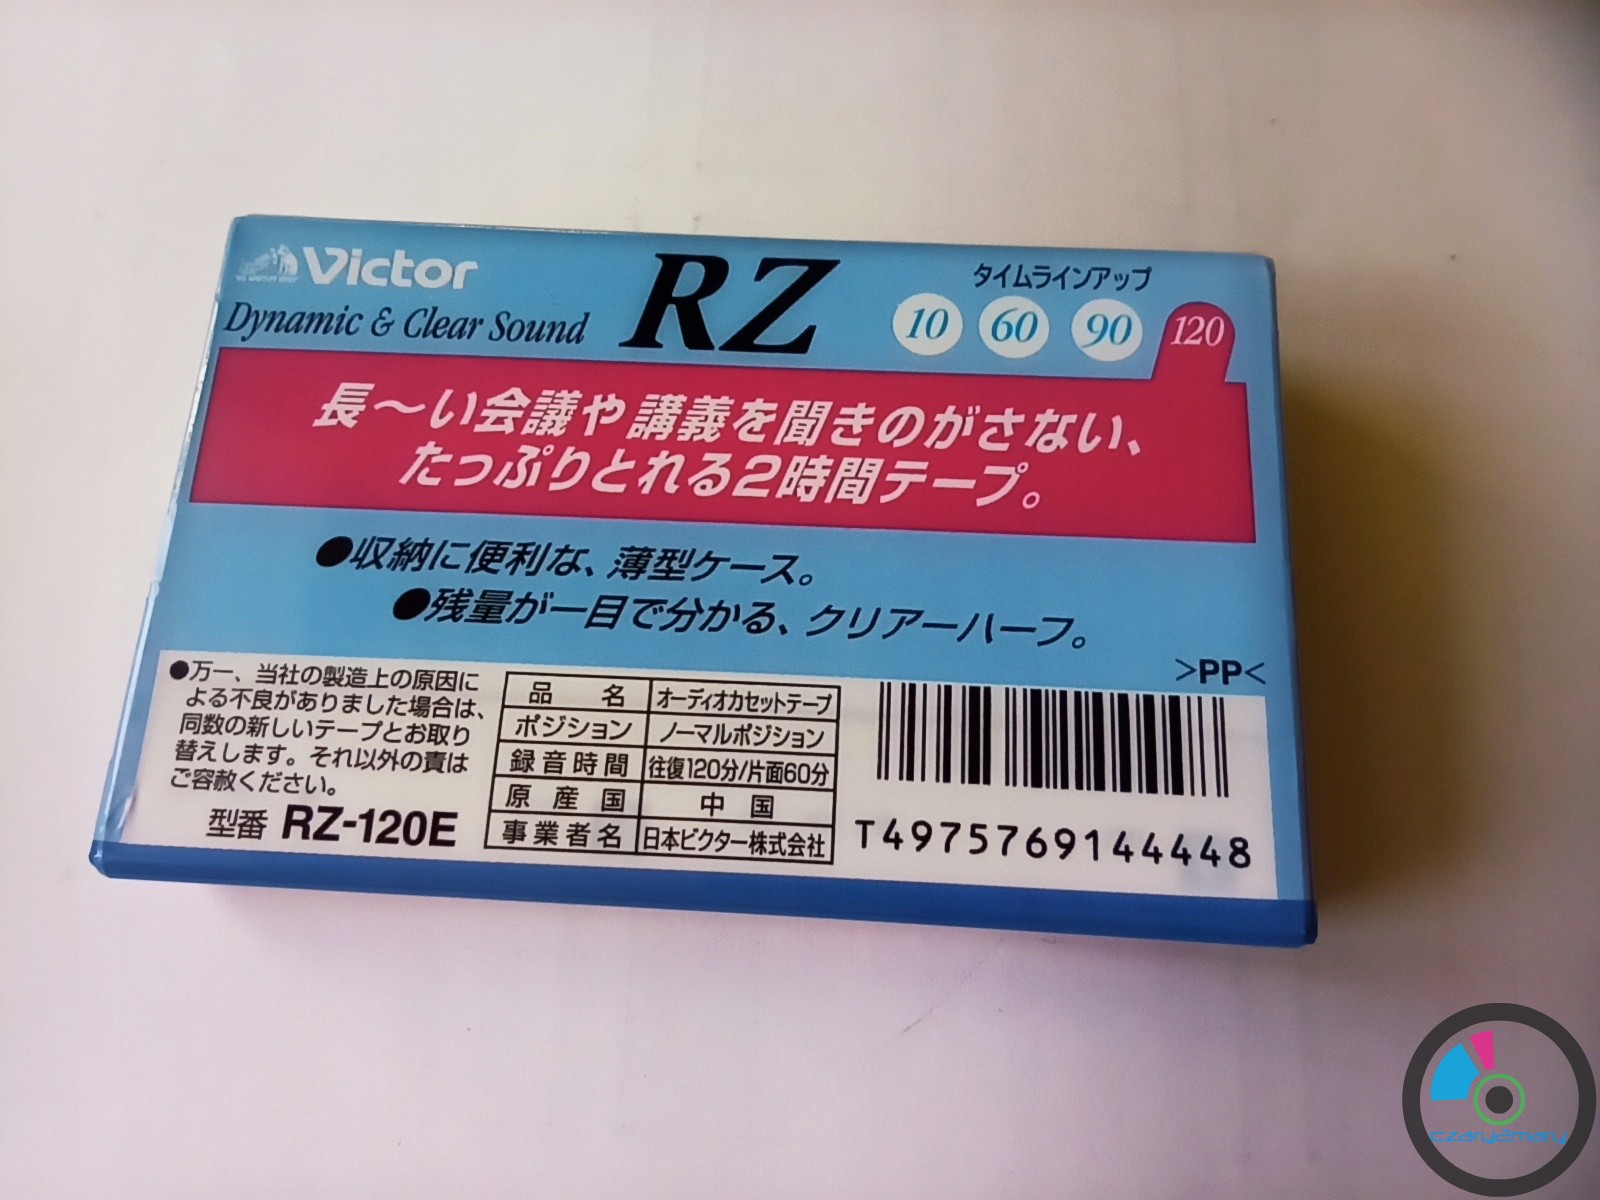 Victor
Dynamic & Clear Sound
RZ
タイムラインアップ
10 60 90 120
長〜い会議や講義を聞きのがさない、
たっぷりとれる2時間テープ。
●収納に便利な、薄型ケース。
●残量が一目で分かる、クリアーハーフ。
>PP<
●万一、当社の製造上の原因に
よる不良がありました場合は、
同数の新しいテープとお取り
替えします。それ以外の責は
ご容赦ください。
型番 RZ-120E
品名 オーディオカセットテープ
ポジション ノーマルポジション
録音時間 往復120分/片面60分
原産国 中国
事業者名 日本ビクター株式会社
T4975769144448
czary2mary